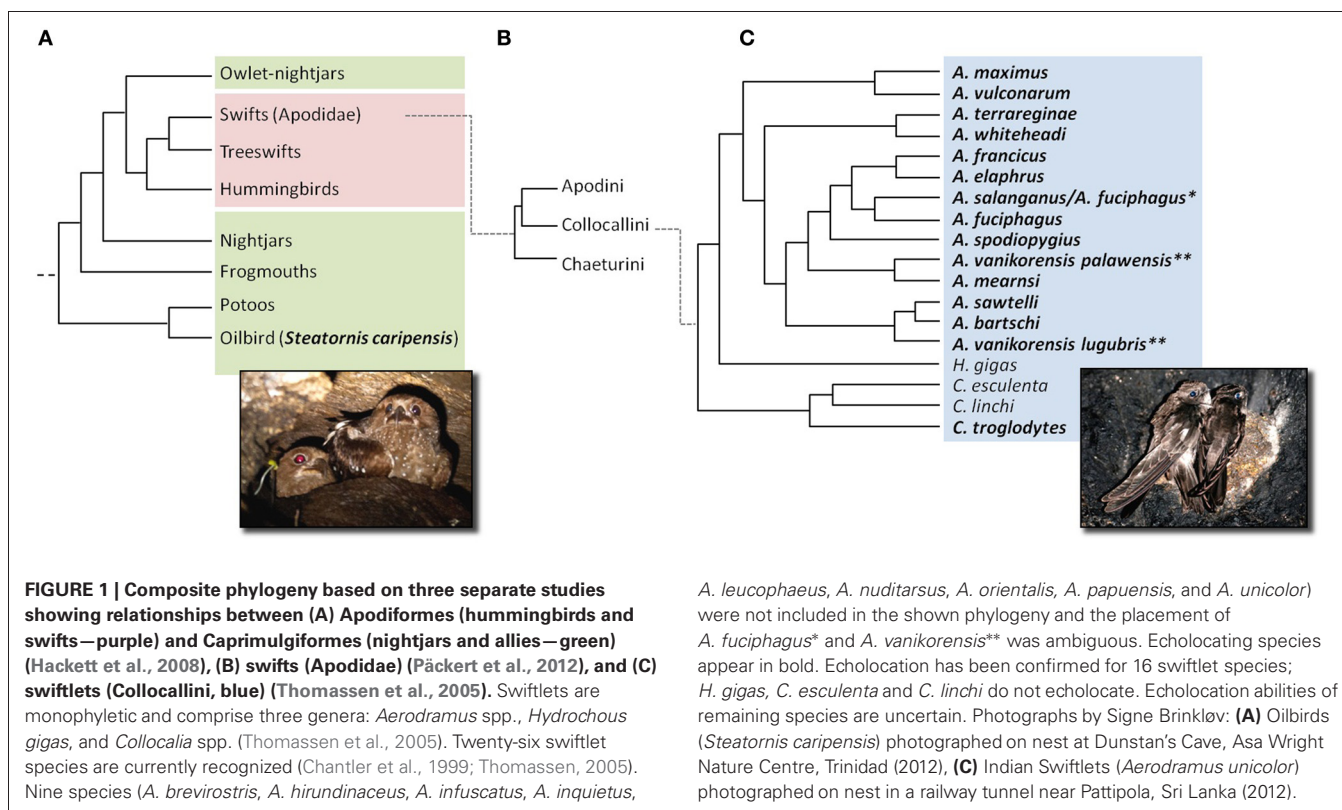 A
B
C
Owlet-nightjars
Swifts (Apodidae)
Treeswifts
Hummingbirds
Nightjars
Frogmouths
Potoos
Oilbird (Steatornis caripensis)
Apodini
Collocallini
Chaeturini
A. maximus
A. vulconarum
A. terrareginae
A. whiteheadi
A. francicus
A. elaphrus
A. salanganus/A. fuciphagus*
A. fuciphagus
A. spodiopygius
A. vanikorensis palawensis**
A. mearnsi
A. sawtelli
A. bartschi
A. vanikorensis lugubris**
H. gigas
C. esculenta
C. linchi
C. troglodytes
FIGURE 1 | Composite phylogeny based on three separate studies
showing relationships between (A) Apodiformes (hummingbirds and
swifts—purple) and Caprimulgiformes (nightjars and allies—green)
(Hackett et al., 2008), (B) swifts (Apodidae) (Päckert et al., 2012), and (C)
swiftlets (Collocallini, blue) (Thomassen et al., 2005). Swiftlets are
monophyletic and comprise three genera: Aerodramus spp., Hydrochous
gigas, and Collocalia spp. (Thomassen et al., 2005). Twenty-six swiftlet
species are currently recognized (Chantler et al., 1999; Thomassen, 2005).
Nine species (A. brevirostris, A. hirundinaceus, A. infuscatus, A. inquietus,
A. leucophaeus, A. nuditarsus, A. orientalis, A. papuensis, and A. unicolor)
were not included in the shown phylogeny and the placement of
A. fuciphagus* and A. vanikorensis** was ambiguous. Echolocating species
appear in bold. Echolocation has been confirmed for 16 swiftlet species;
H. gigas, C. esculenta and C. linchi do not echolocate. Echolocation abilities of
remaining species are uncertain. Photographs by Signe Brinkløv: (A) Oilbirds
(Steatornis caripensis) photographed on nest at Dunstan's Cave, Asa Wright
Nature Centre, Trinidad (2012), (C) Indian Swiftlets (Aerodramus unicolor)
photographed on nest in a railway tunnel near Pattipola, Sri Lanka (2012).